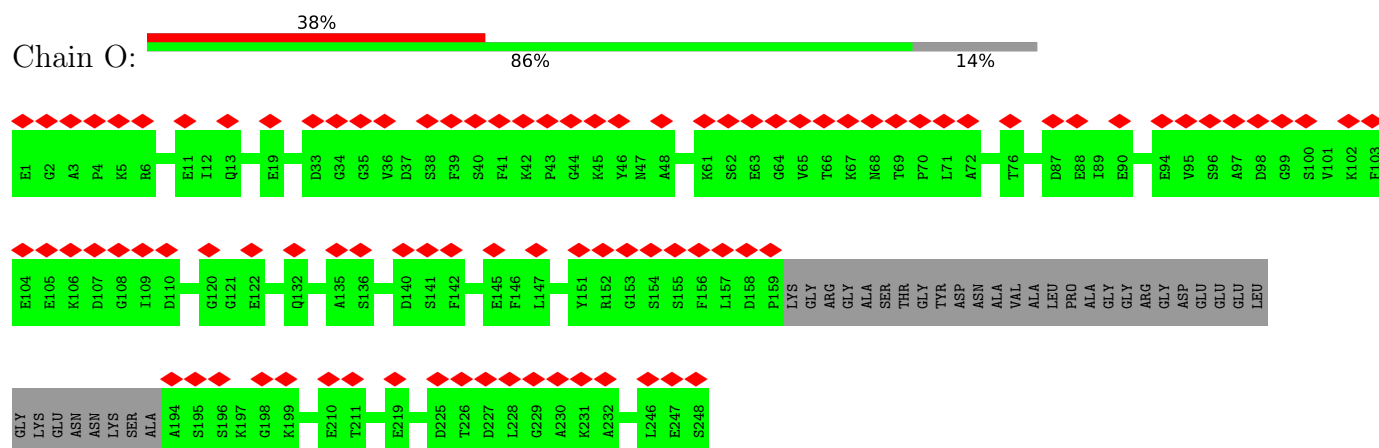 38%
Chain O:
86%
14%
E1 G2 A3 P4 K5 R6 E11 I12 Q13 E19 D33 G34 G35 V36 D37 S38 F39 S40 F41 K42 P43 G44 K45 Y46 N47 A48 K61 S62 E63 G64 V65 T66 K67 N68 T69 P70 L71 A72 T76 D87 E88 I89 E90 E94 V95 S96 A97 D98 G99 S100 V101 K102 F103
E104 E105 K106 D107 G108 I109 D110 G120 G121 E122 Q132 A135 S136 D140 S141 F142 E145 F146 L147 Y151 R152 G153 S154 S155 F156 L157 D158 P159 LYS GLY ARG GLY ALA SER THR GLY TYR ASP ASN ALA VAL ALA LEU PRO ALA GLY GLY ARG GLY ASP GLU GLU GLU LEU
GLY LYS GLU ASN ASN LYS SER ALA A194 S195 S196 K197 G198 K199 E210 T211 E219 D225 T226 D227 L228 G229 A230 K231 A232 L246 E247 S248